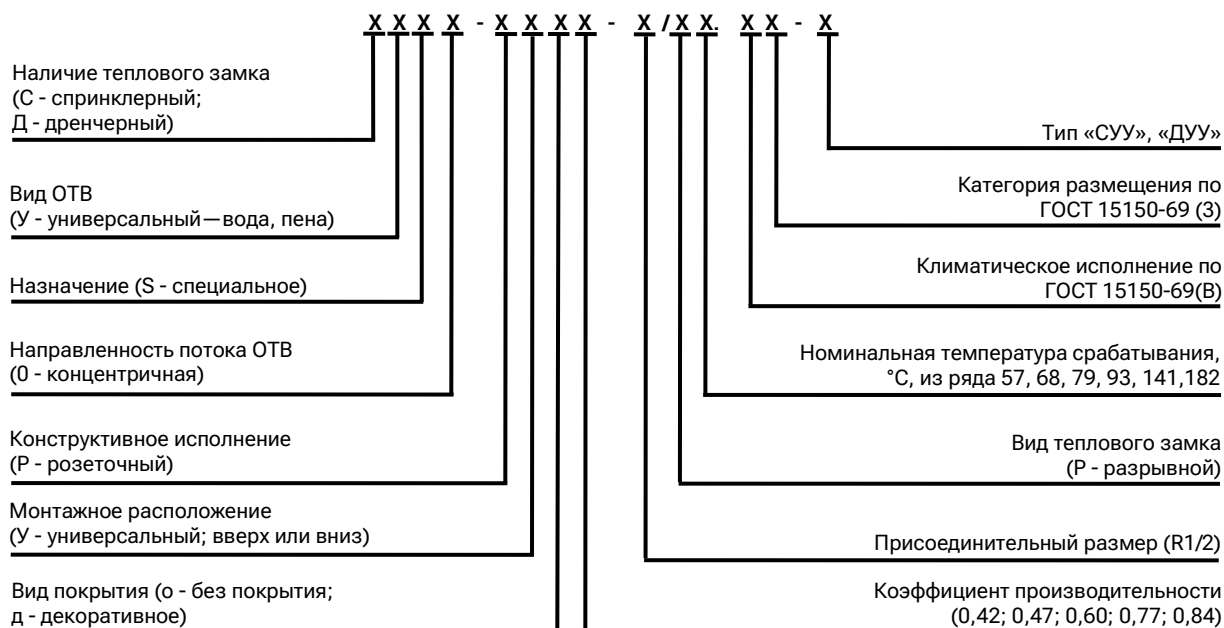 X X X X - X X X X - X / X X. X X - X
Наличие теплового замка
(С - спринклерный;
Д - дренчерный)
Вид ОТВ
(У - универсальный—вода, пена)
Назначение (S - специальное)
Направленность потока ОТВ
(0 - концентричная)
Конструктивное исполнение
(Р - розеточный)
Монтажное расположение
(У - универсальный; вверх или вниз)
Вид покрытия (о - без покрытия;
д - декоративное)
Тип «СУУ», «ДУУ»
Категория размещения по
ГОСТ 15150-69 (3)
Климатическое исполнение по
ГОСТ 15150-69(В)
Номинальная температура срабатывания,
°С, из ряда 57, 68, 79, 93, 141,182
Вид теплового замка
(Р - разрывной)
Присоединительный размер (R1/2)
Коэффициент производительности
(0,42; 0,47; 0,60; 0,77; 0,84)